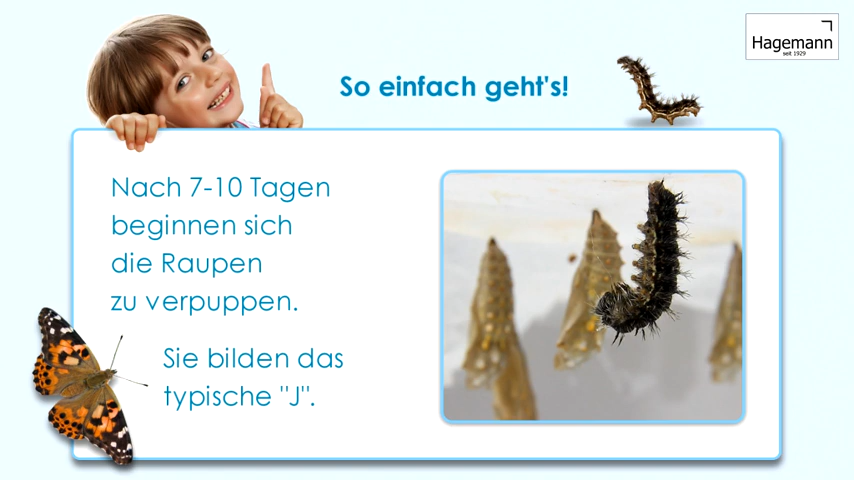 Hagemann
seit 1929
So einfach geht's!
Nach 7-10 Tagen
beginnen sich
die Raupen
zu verpuppen.
Sie bilden das
typische "J".